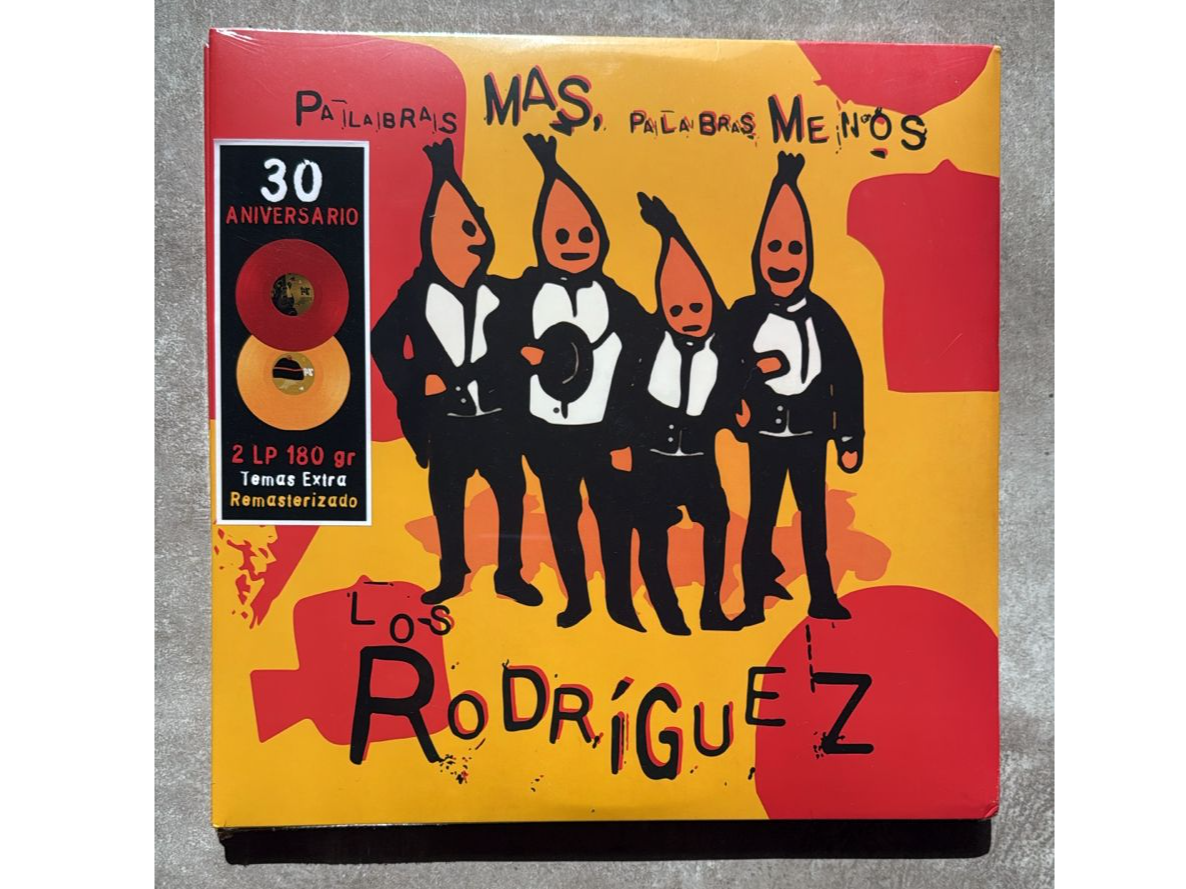 PALABRAS MAS, PALABRAS MENOS
30
ANIVERSARIO
2 LP 180 gr
Temas Extra
Remasterizado
LOS
RODRÍGUEZ